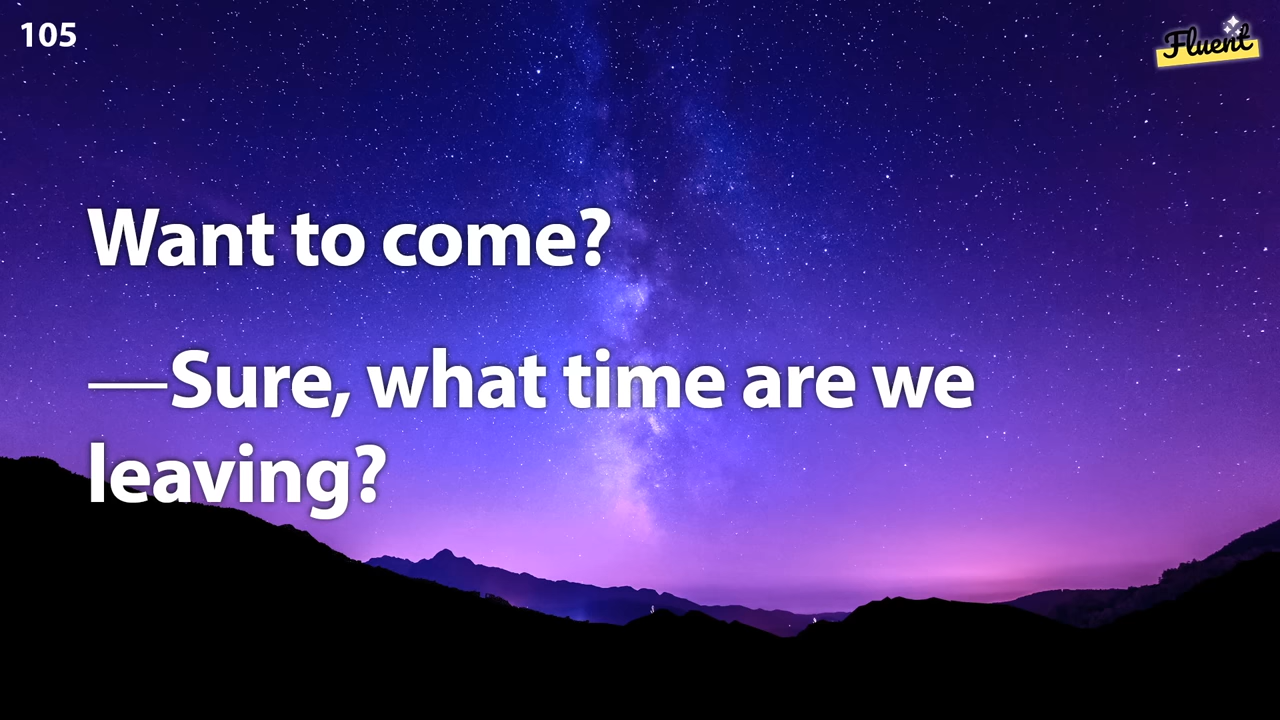 105
Fluent
Want to come?
—Sure, what time are we
leaving?